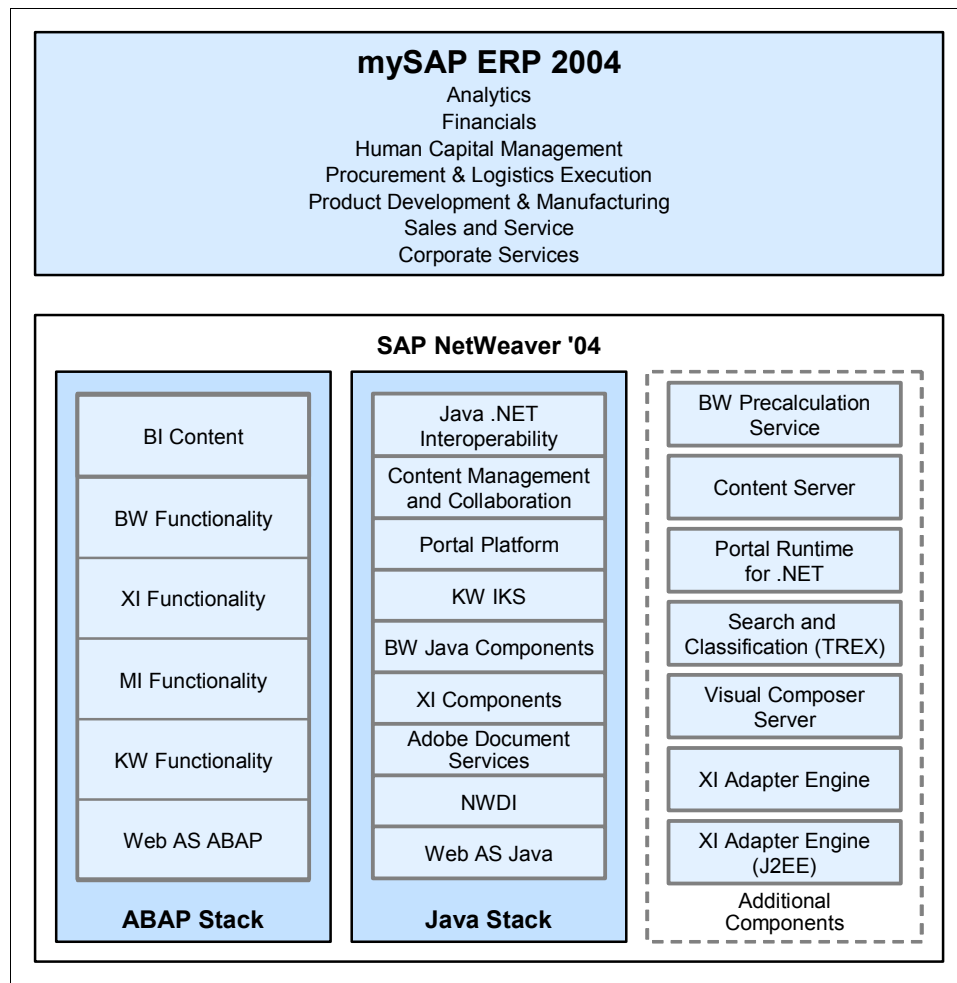 mySAP ERP 2004
Analytics
Financials
Human Capital Management
Procurement & Logistics Execution
Product Development & Manufacturing
Sales and Service
Corporate Services
SAP NetWeaver '04
BI Content
BW Functionality
XI Functionality
MI Functionality
KW Functionality
Web AS ABAP
ABAP Stack
Java .NET
Interoperability
Content Management
and Collaboration
Portal Platform
KW IKS
BW Java Components
XI Components
Adobe Document
Services
NWDI
Web AS Java
Java Stack
BW Precalculation
Service
Content Server
Portal Runtime
for .NET
Search and
Classification (TREX)
Visual Composer
Server
XI Adapter Engine
XI Adapter Engine
(J2EE)
Additional
Components